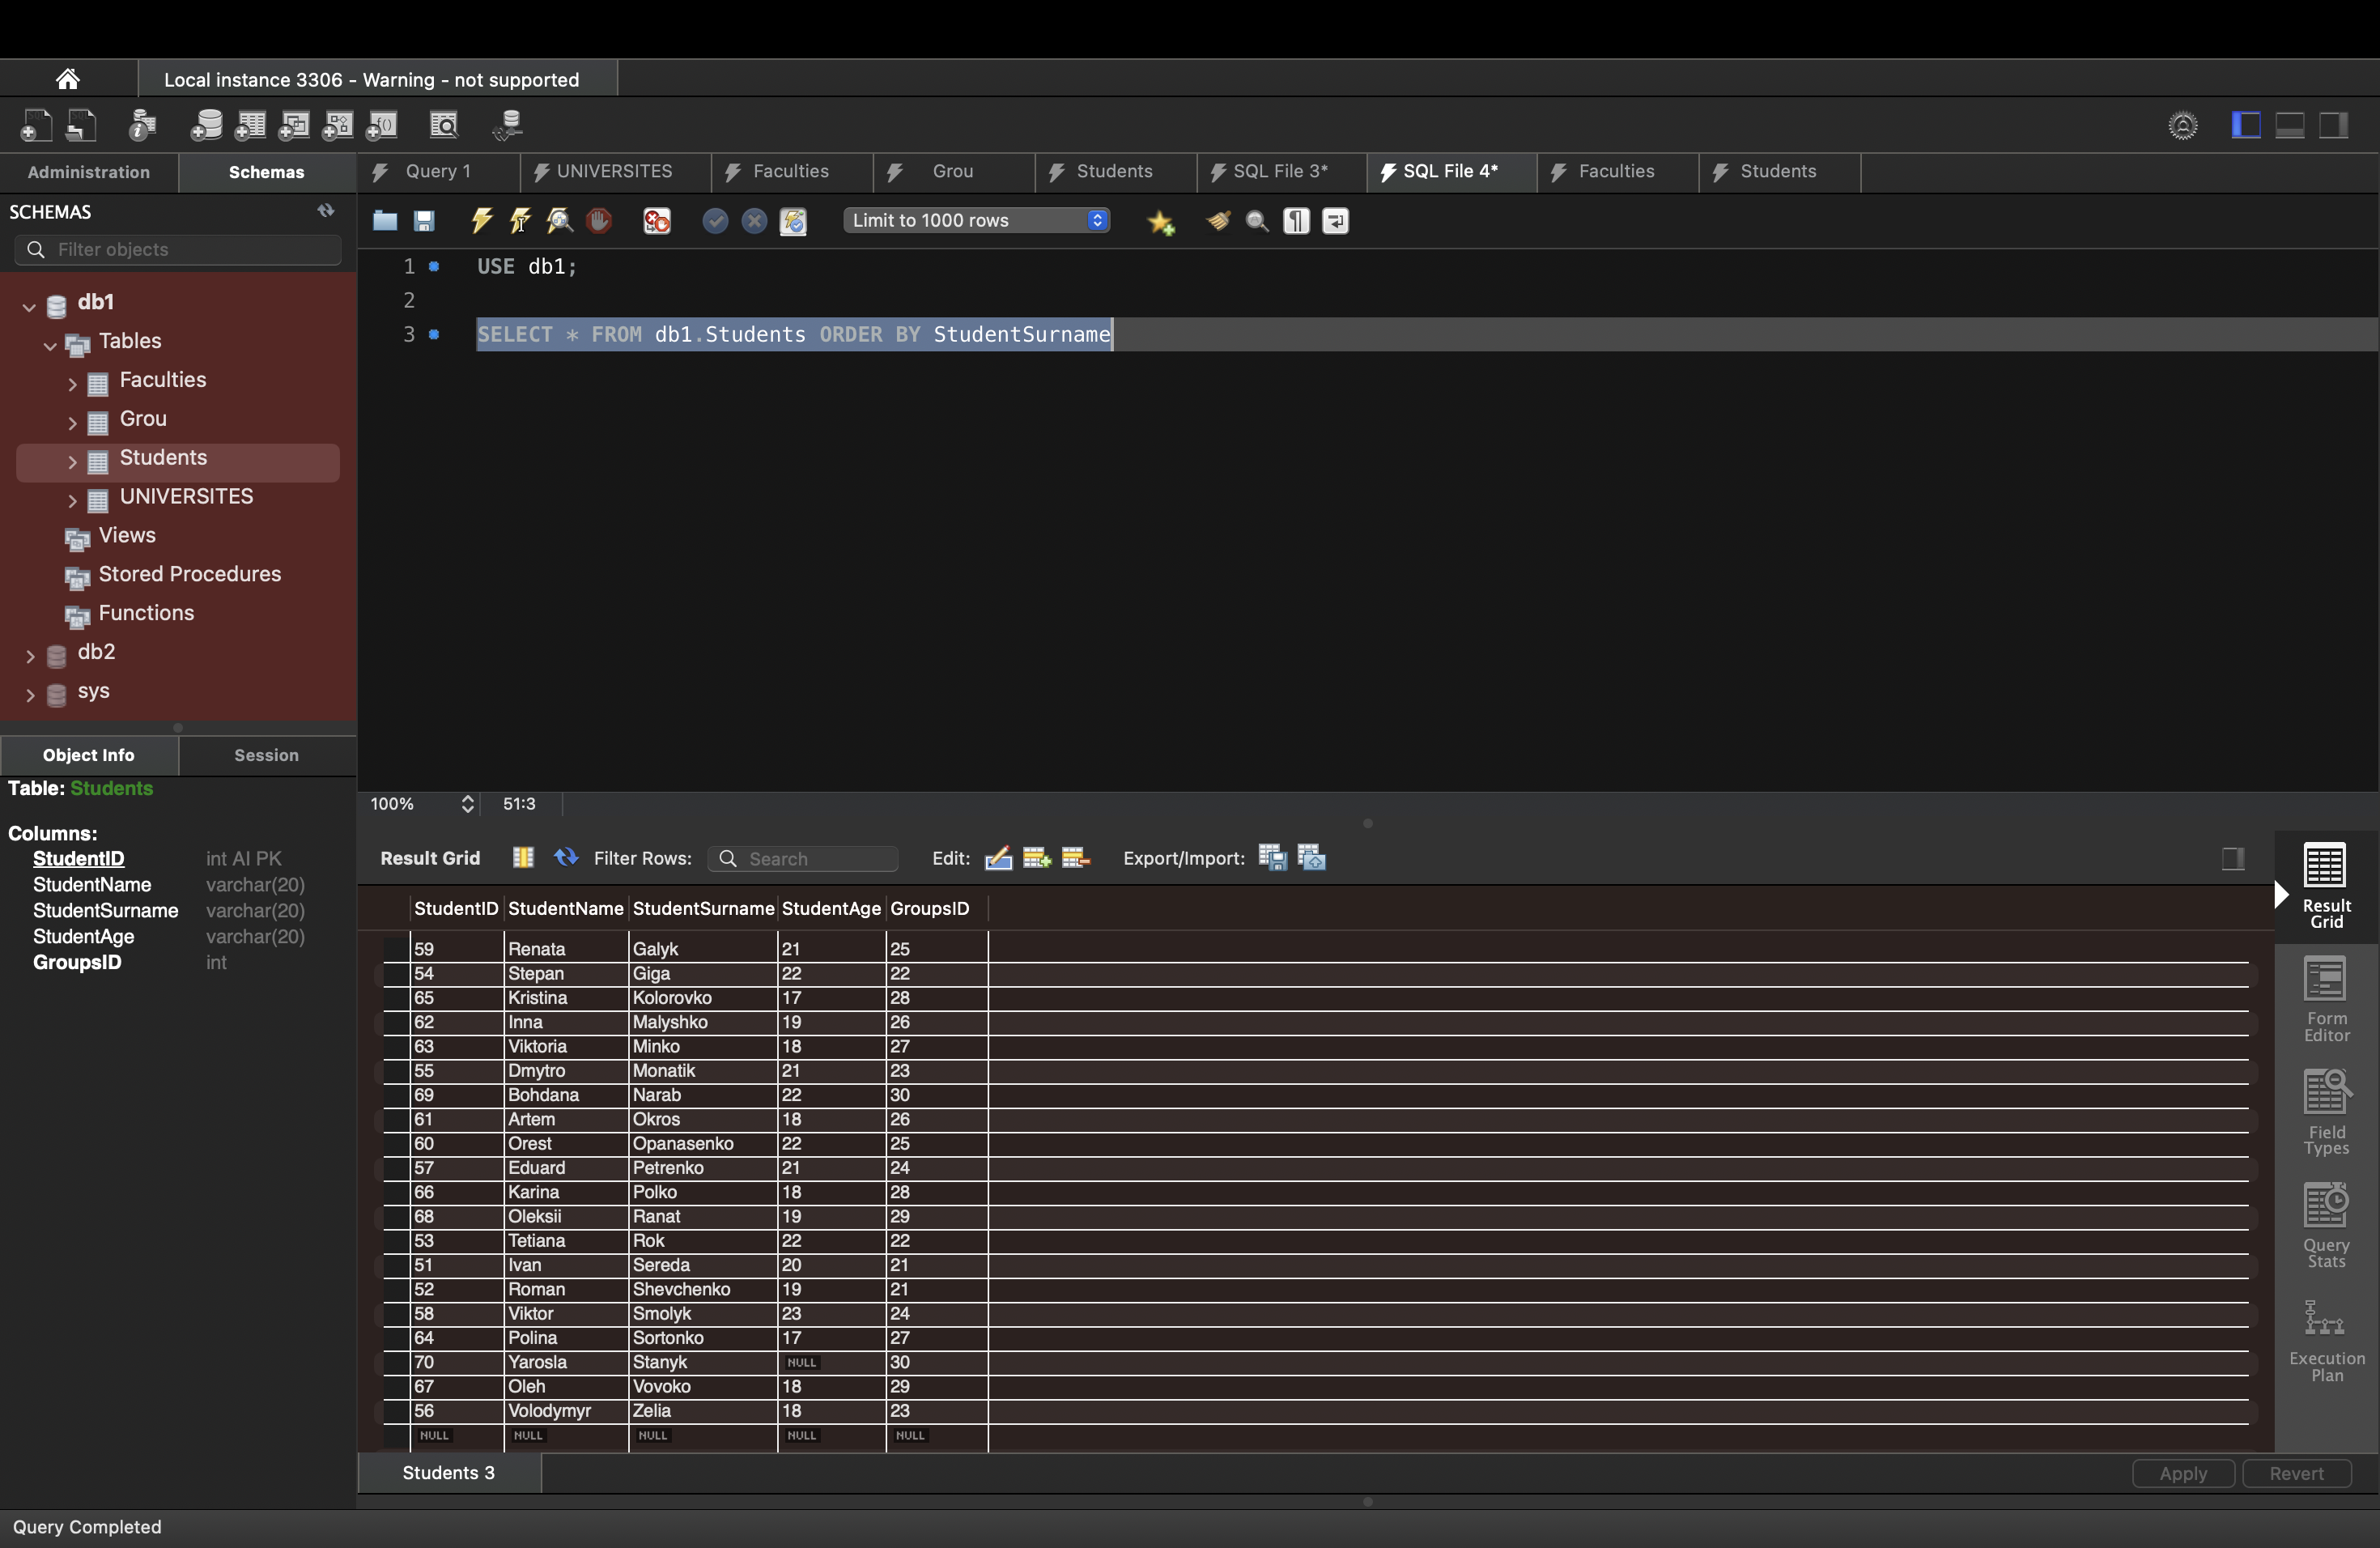 Local instance 3306 - Warning - not supported
Administration Schemas
Query 1 UNIVERSITES Faculties Grou Students SQL File 3* SQL File 4* Faculties Students
SCHEMAS
Filter objects
Limit to 1000 rows
db1
Tables
Faculties
Grou
Students
UNIVERSITES
Views
Stored Procedures
Functions
db2
sys
1 USE db1;
2
3 SELECT * FROM db1.Students ORDER BY StudentSurname
Object Info Session
Table: Students
Columns:
StudentID int AI PK
StudentName varchar(20)
StudentSurname varchar(20)
StudentAge varchar(20)
GroupsID int
100% 51:3
Result Grid Filter Rows: Search Edit: Export/Import:
StudentID StudentName StudentSurname StudentAge GroupsID
59 Renata Galyk 21 25
54 Stepan Giga 22 22
65 Kristina Kolorovko 17 28
62 Inna Malyshko 19 26
63 Viktoria Minko 18 27
55 Dmytro Monatik 21 23
69 Bohdana Narab 22 30
61 Artem Okros 18 26
60 Orest Opanasenko 22 25
57 Eduard Petrenko 21 24
66 Karina Polko 18 28
68 Oleksii Ranat 19 29
53 Tetiana Rok 22 22
51 Ivan Sereda 20 21
52 Roman Shevchenko 19 21
58 Viktor Smolyk 23 24
64 Polina Sortonko 17 27
70 Yarosla Stanyk NULL 30
67 Oleh Vovoko 18 29
56 Volodymyr Zelia 18 23
NULL NULL NULL NULL NULL
Result
Grid
Form
Editor
Field
Types
Query
Stats
Execution
Plan
Students 3
Apply Revert
Query Completed